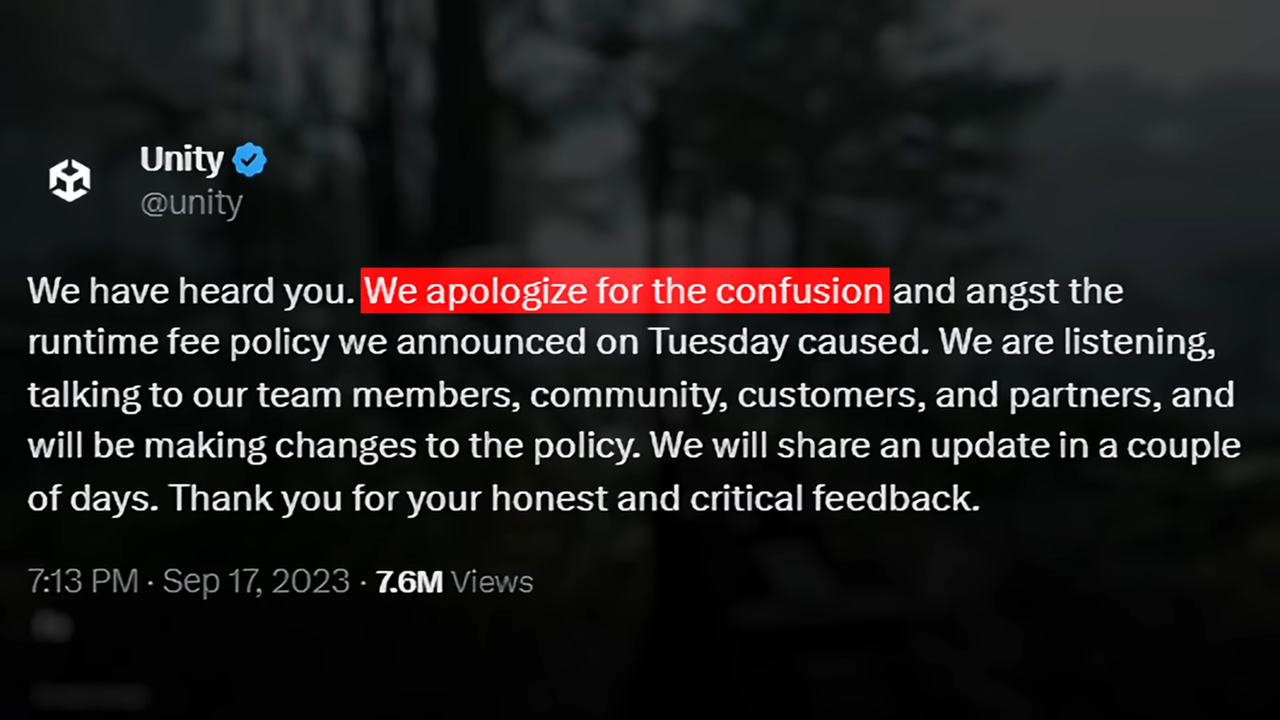 Unity
@unity
We have heard you. We apologize for the confusion and angst the
runtime fee policy we announced on Tuesday caused. We are listening,
talking to our team members, community, customers, and partners, and
will be making changes to the policy. We will share an update in a couple
of days. Thank you for your honest and critical feedback.
7:13 PM · Sep 17, 2023 · 7.6M Views